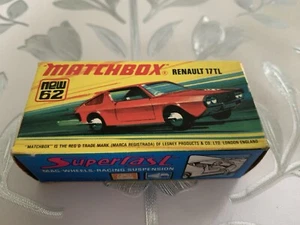 MATCHBOX® RENAULT 17TL
new
62
"MATCHBOX" IS THE REG'D TRADE MARK (MARCA REGISTRADA) OF LESNEY PRODUCTS & CO. LTD. LONDON ENGLAND
Superfast
MAG WHEELS · RACING SUSPENSION